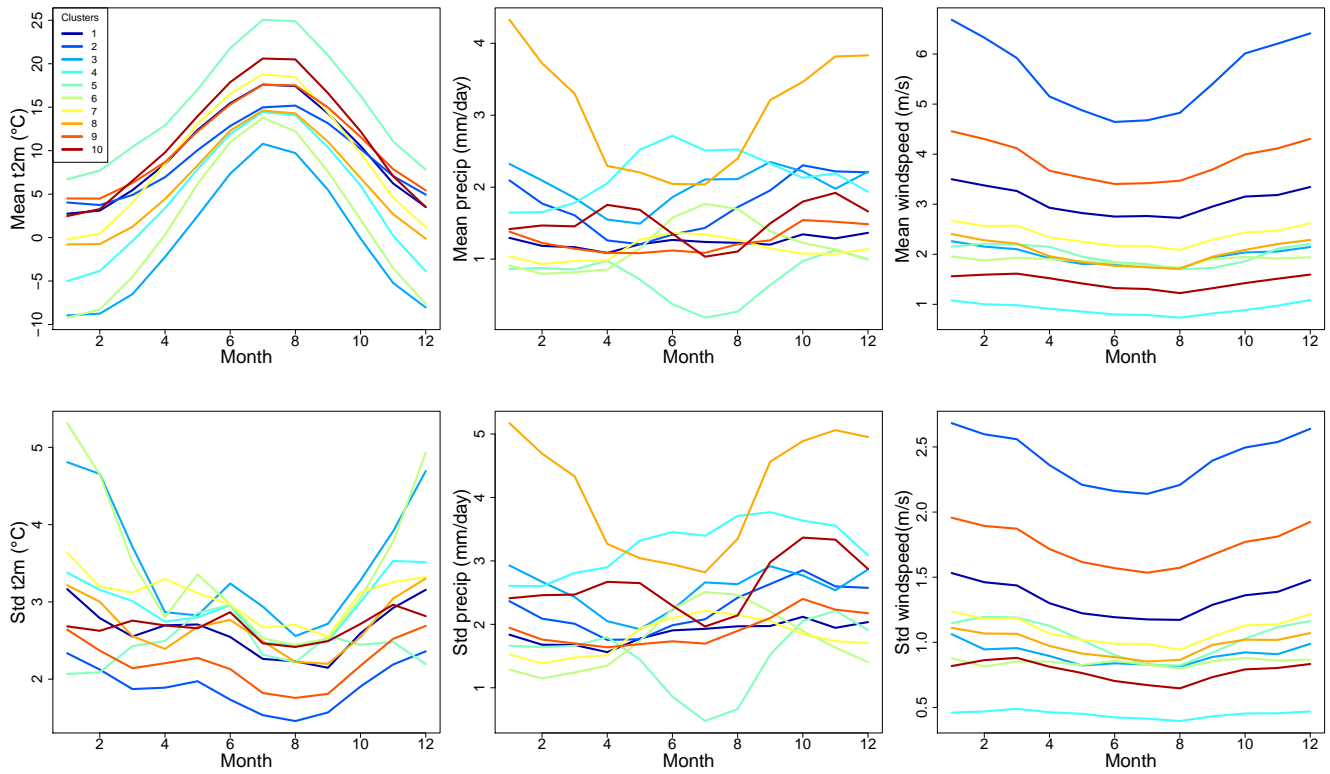 Clusters
1
2
3
4
5
6
7
8
9
10
25
20
15
10
5
0
−5
−10
Mean t2m (°C)
2 4 6 8 10 12
Month
4
3
2
1
Mean precip (mm/day)
2 4 6 8 10 12
Month
6
5
4
3
2
1
Mean windspeed (m/s)
2 4 6 8 10 12
Month
5
4
3
2
Std t2m (°C)
2 4 6 8 10 12
Month
5
4
3
2
1
Std precip (mm/day)
2 4 6 8 10 12
Month
2.5
2.0
1.5
1.0
0.5
Std windspeed(m/s)
2 4 6 8 10 12
Month